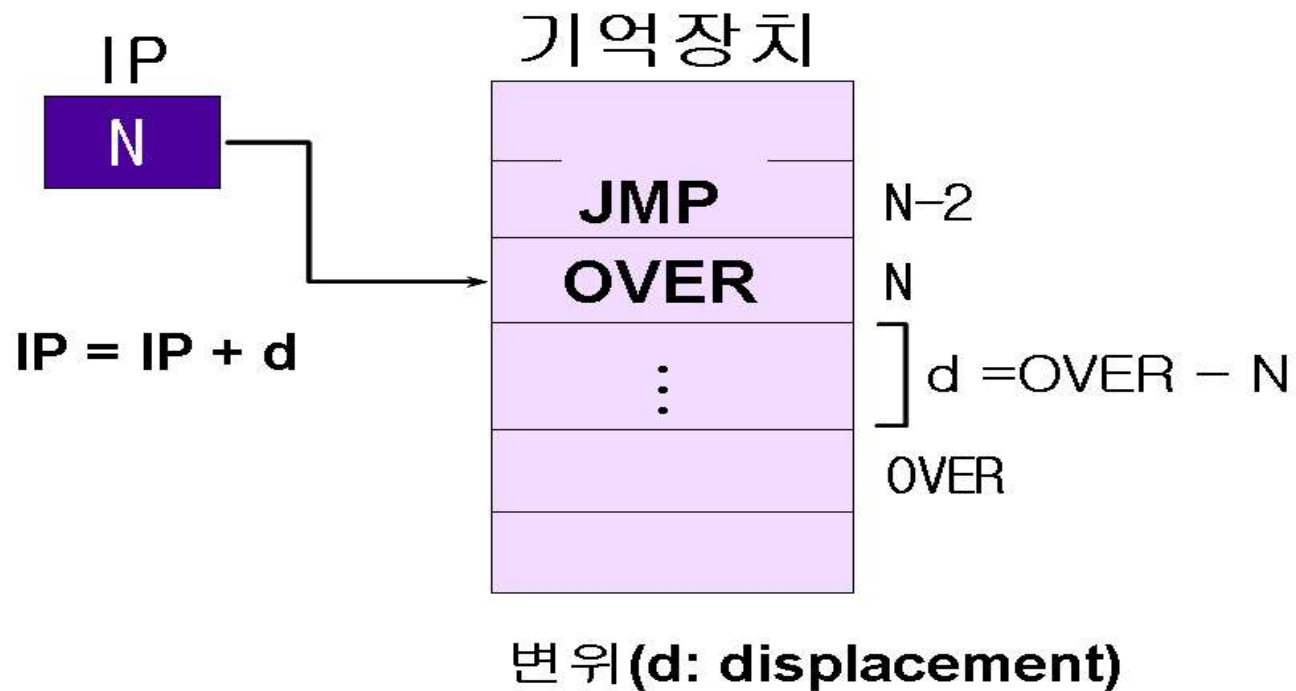 기억장치
IP
N
JMP
N-2
OVER
N
IP = IP + d
⋮
d =OVER - N
OVER
변위(d: displacement)